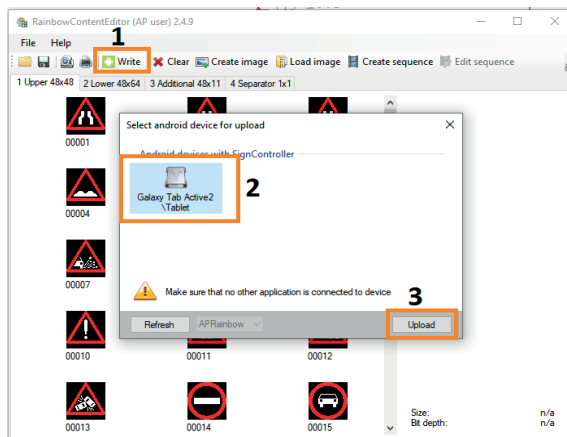 RainbowContentEditor (AP user) 2.4.9
File Help
1
Write Clear Create image Load image Create sequence Edit sequence
1 Upper 48x48 2 Lower 48x64 3 Additional 48x11 4 Separator 1x1
Select android device for upload
Android devices with SignController
00001
Galaxy Tab Active2
\Tablet
2
00004
00007
Make sure that no other application is connected to device
3
Refresh APRainbow Upload
00010 00011 00012
00013 00014 00015
Size: n/a
Bit depth: n/a